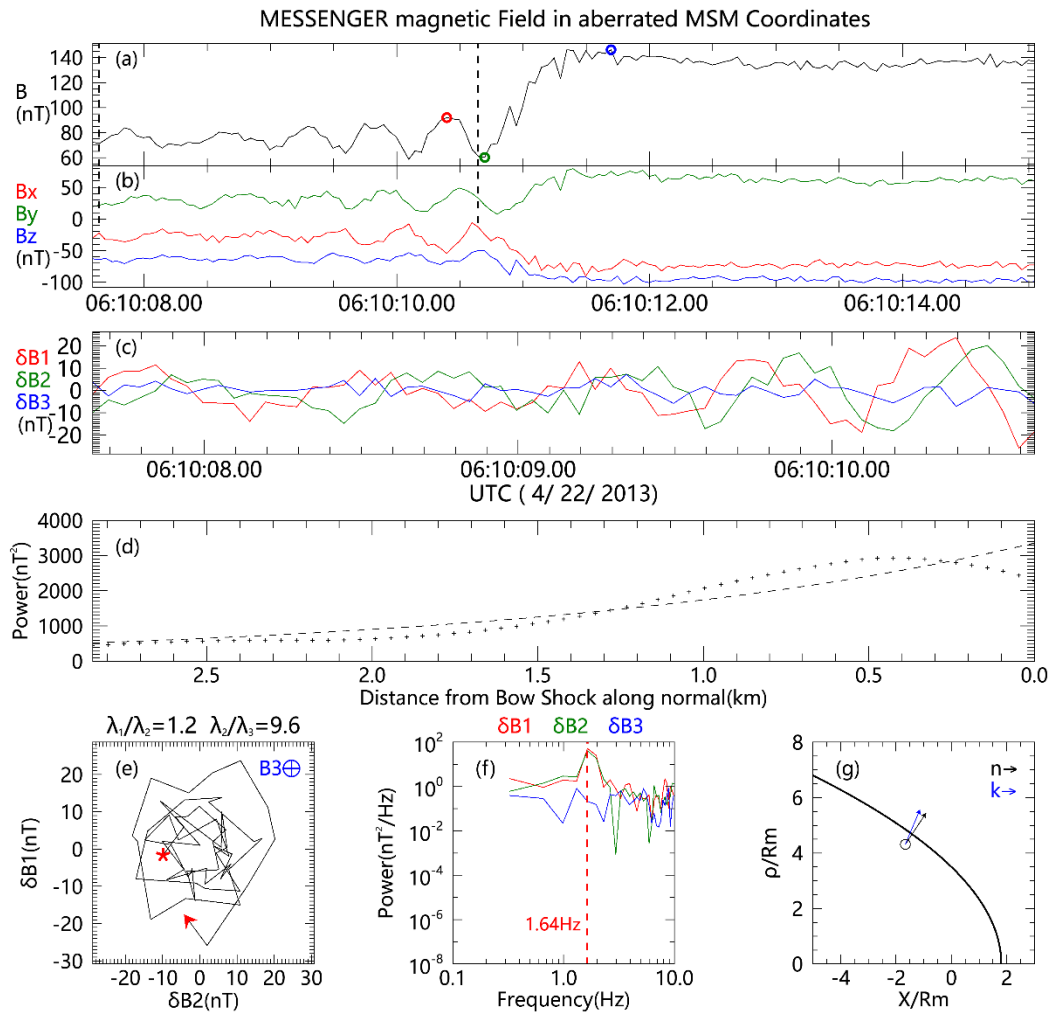 MESSENGER magnetic Field in aberrated MSM Coordinates
(a)
B
(nT)
140
120
100
80
60
(b)
Bx
By
Bz
(nT)
50
0
-50
-100
06:10:08.00 06:10:10.00 06:10:12.00 06:10:14.00
(c)
δB1
δB2
δB3
(nT)
20
10
0
-10
-20
06:10:08.00 06:10:09.00 06:10:10.00
UTC ( 4/ 22/ 2013)
(d)
Power(nT²)
4000
3000
2000
1000
0
2.5 2.0 1.5 1.0 0.5 0.0
Distance from Bow Shock along normal(km)
λ₁/λ₂=1.2 λ₂/λ₃=9.6
(e)
B3⊕
δB1(nT)
20
10
0
-10
-20
-30
-20 -10 0 10 20 30
δB2(nT)
δB1 δB2 δB3
(f)
Power(nT²/Hz)
10²
10⁰
10⁻²
10⁻⁴
10⁻⁶
10⁻⁸
1.64Hz
0.1 1.0 10.0
Frequency(Hz)
(g)
n→
k→
ρ/Rm
8
6
4
2
0
-4 -2 0 2
X/Rm